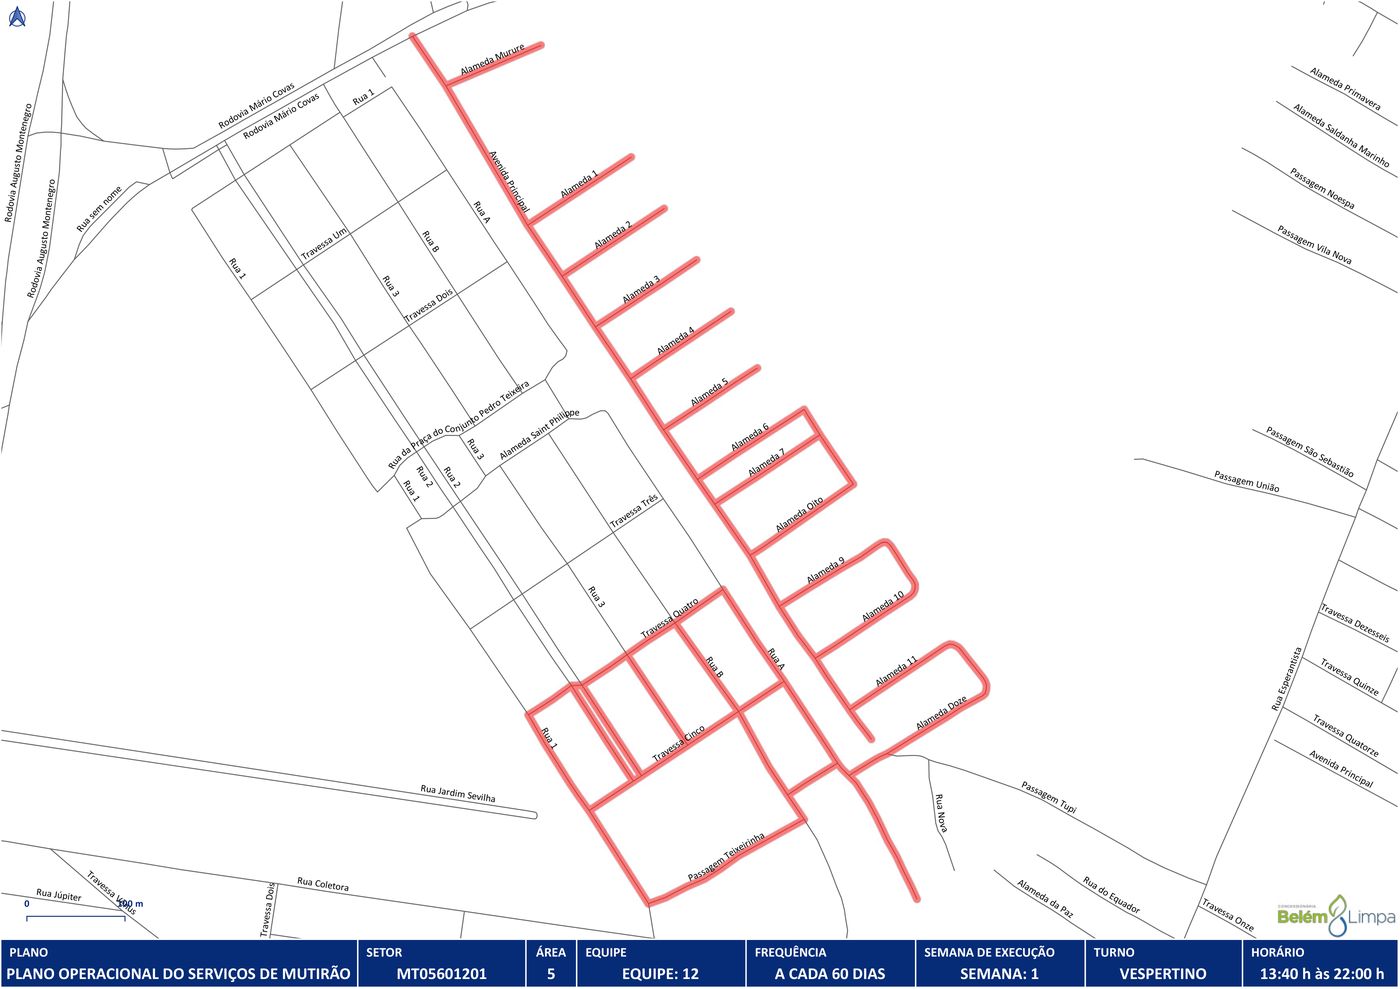 Alameda Murure
Rodovia Mário Covas
Rodovia Mário Covas
Rua 1
Alameda Primavera
Alameda Saldanha Marinho
Passagem Noespa
Passagem Vila Nova
Rodovia Augusto Montenegro
Rodovia Augusto Montenegro
Rua sem nome
Avenida Principal
Alameda 1
Alameda 2
Alameda 3
Alameda 4
Alameda 5
Alameda 6
Alameda 7
Alameda Oito
Alameda 9
Alameda 10
Alameda 11
Alameda Doze
Rua A
Rua B
Rua 3
Rua 1
Travessa Um
Travessa Dois
Rua da Praça do Conjunto Pedro Teixeira
Alameda Saint Philippe
Rua 3
Rua 2
Rua 2
Rua 1
Travessa Três
Rua 3
Travessa Quatro
Rua A
Rua B
Rua 1
Travessa Cinco
Passagem Teixeirinha
Passagem São Sebastião
Passagem União
Travessa Dezesseis
Travessa Quinze
Travessa Quatorze
Avenida Principal
Rua Esperantista
Passagem Tupi
Rua Nova
Rua do Equador
Alameda da Paz
Travessa Onze
Rua Jardim Sevilha
Rua Coletora
Rua Júpiter
Travessa Dois
0 100 m
CONCESSIONÁRIA
Belém Limpa
PLANO
PLANO OPERACIONAL DO SERVIÇOS DE MUTIRÃO
SETOR
MT05601201
ÁREA
5
EQUIPE
EQUIPE: 12
FREQUÊNCIA
A CADA 60 DIAS
SEMANA DE EXECUÇÃO
SEMANA: 1
TURNO
VESPERTINO
HORÁRIO
13:40 h às 22:00 h